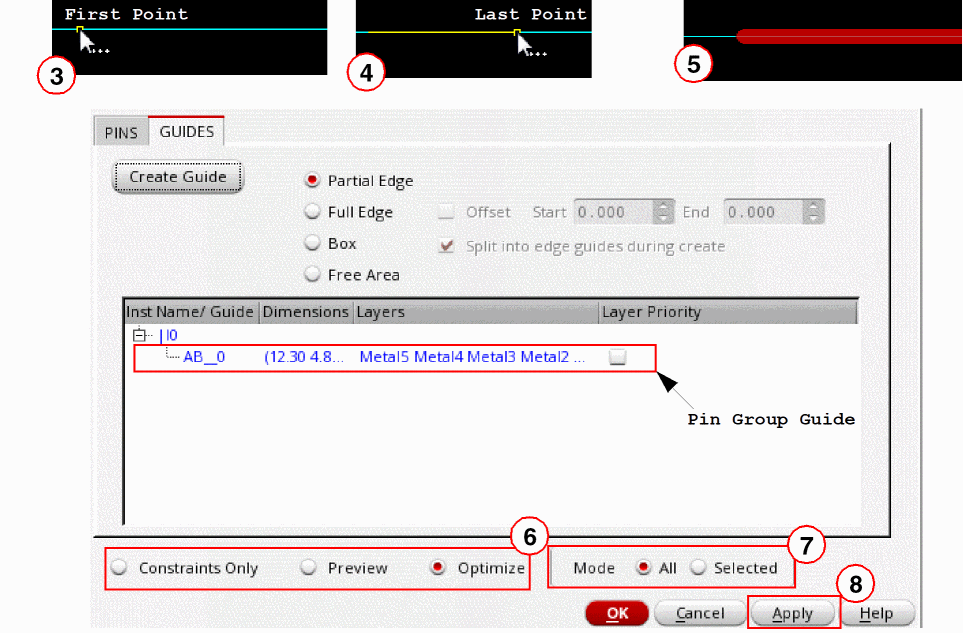 First Point
Last Point
...
...
3
4
5
PINS GUIDES
Create Guide
Partial Edge
Full Edge Offset Start 0.000 End 0.000
Box Split into edge guides during create
Free Area
Inst Name/ Guide Dimensions Layers Layer Priority
|I0
AB__0 (12.30 4.8... Metal5 Metal4 Metal3 Metal2 ...
Pin Group Guide
6
7
Constraints Only Preview Optimize Mode All Selected
8
OK Cancel Apply Help